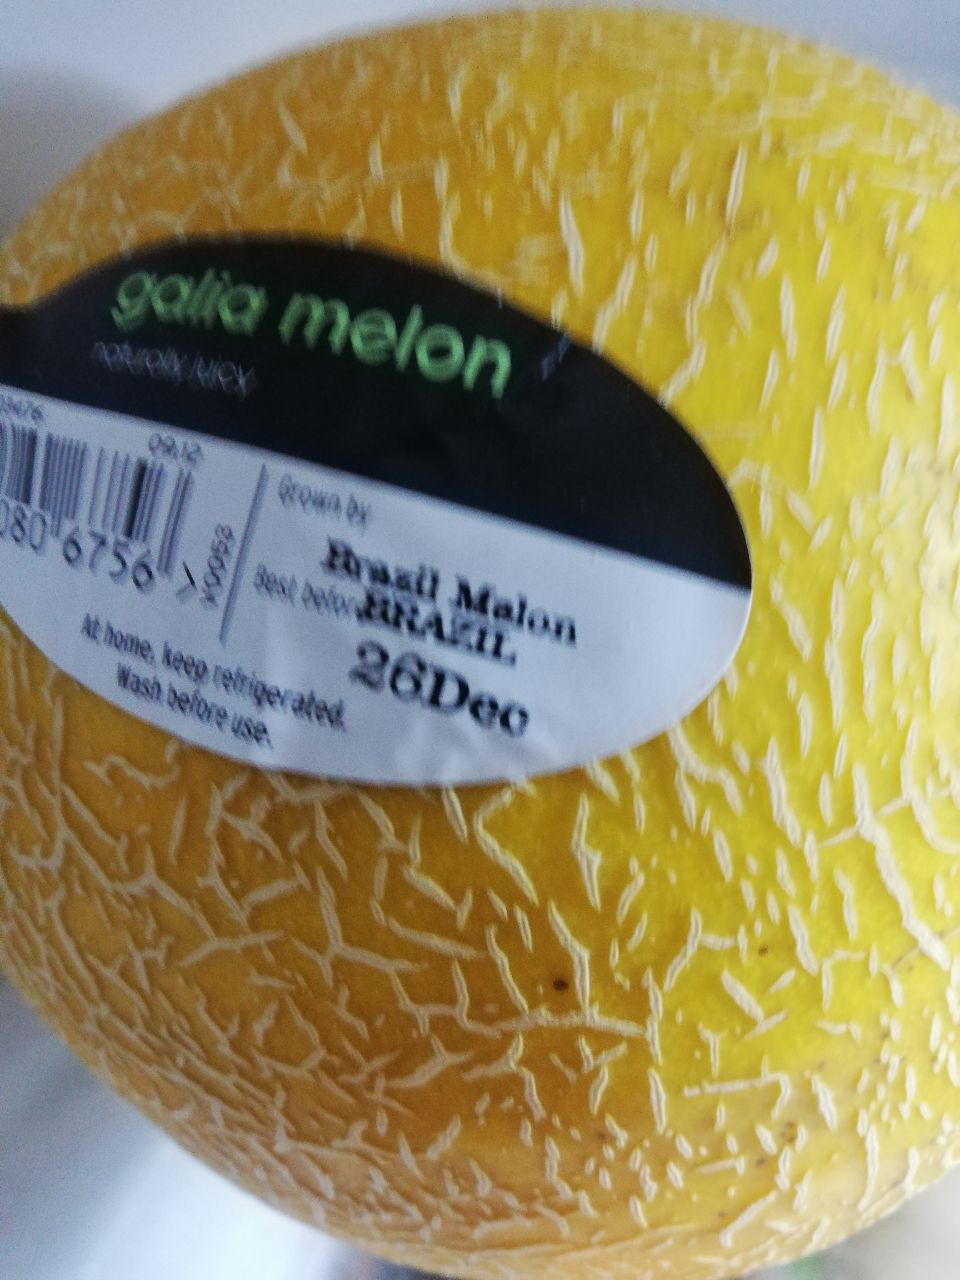 galia melon
naturally juicy
09.12
080 6756 >
Grown by
Brazil Malon
Best before BRAZIL
26Dec
At home, keep refrigerated.
Wash before use.